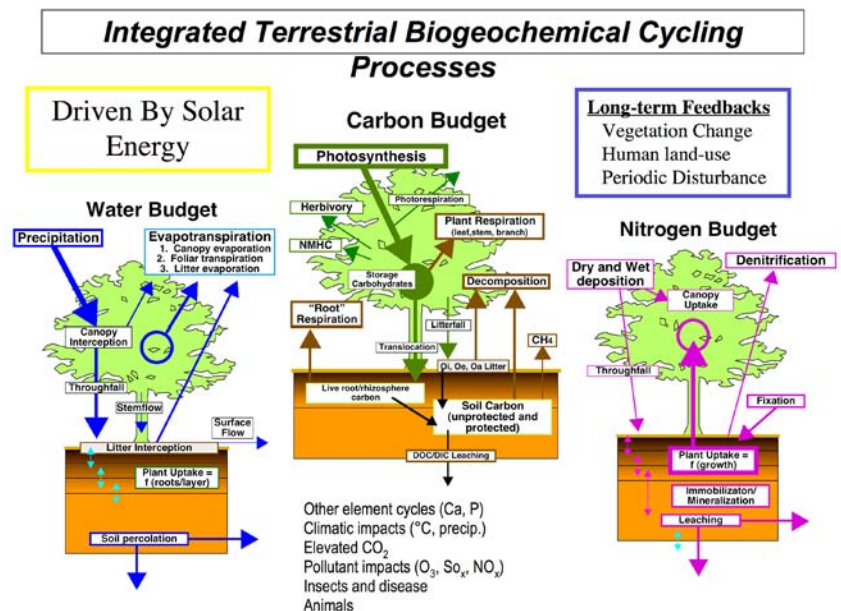 Integrated Terrestrial Biogeochemical Cycling
Processes
Driven By Solar
Energy
Carbon Budget
Long-term Feedbacks
Vegetation Change
Human land-use
Periodic Disturbance
Photosynthesis
Photorespiration
Herbivory
Plant Respiration
(leaf,stem, branch)
NMHC
Storage
Carbohydrates
Decomposition
"Root"
Respiration
Litterfall
CH4
Translocation
Oi, Oe, Oa Litter
Live root/rhizosphere
carbon
Soil Carbon
(unprotected and
protected)
DOC/DIC Leaching
Water Budget
Precipitation
Evapotranspiration
1. Canopy evaporation
2. Foliar transpiration
3. Litter evaporation
Canopy
Interception
Throughfall
Stemflow
Surface
Flow
Litter Interception
Plant Uptake =
f (roots/layer)
Soil percolation
Nitrogen Budget
Dry and Wet
deposition
Denitrification
Canopy
Uptake
Throughfall
Fixation
Plant Uptake =
f (growth)
Immobilizaton/
Mineralization
Leaching
Other element cycles (Ca, P)
Climatic impacts (°C, precip.)
Elevated CO2
Pollutant impacts (O3, Sox, NOx)
Insects and disease
Animals